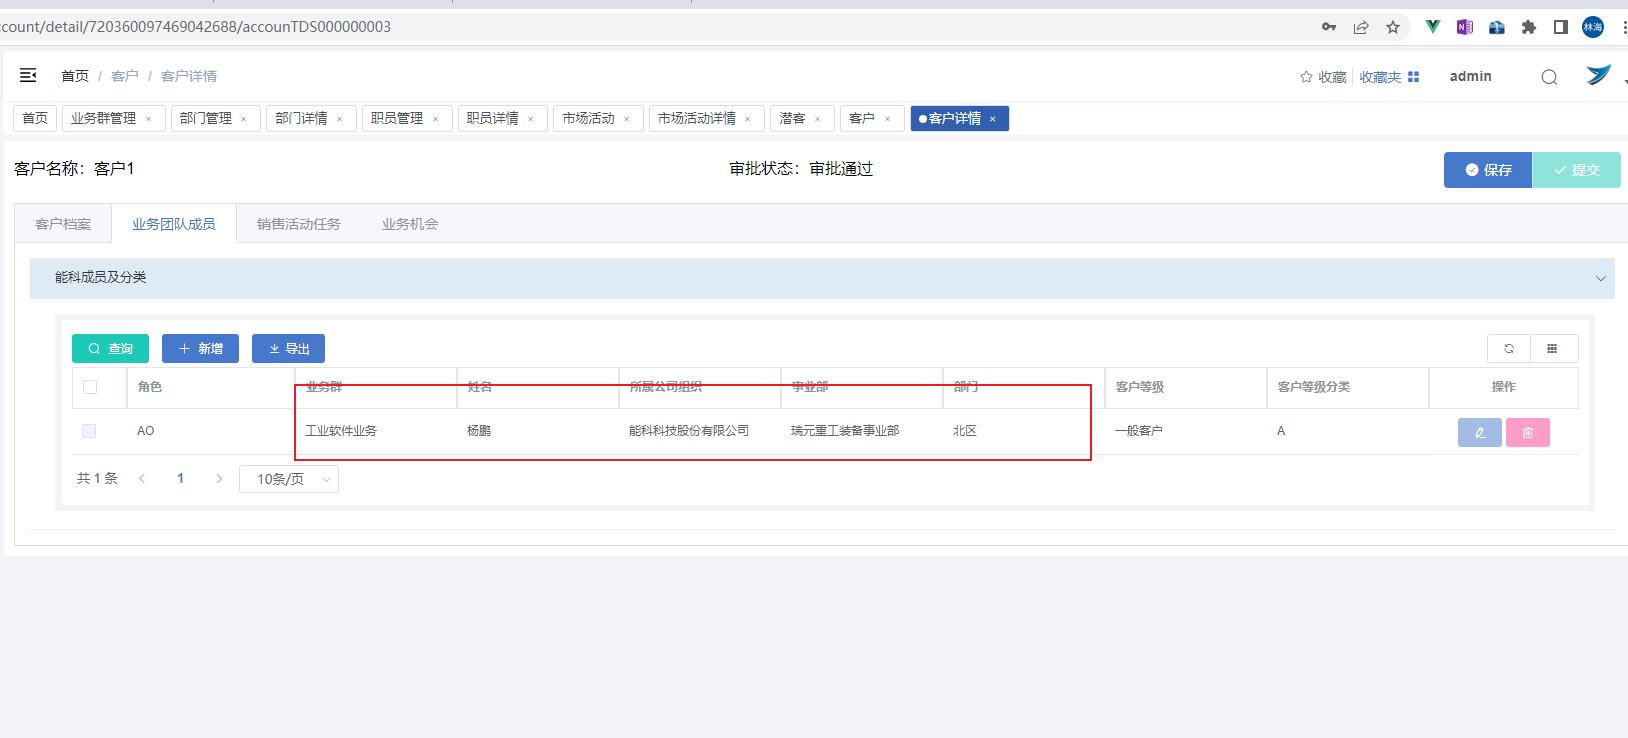 count/detail/720360097469042688/accounTDS000000003
林海
首页 / 客户 / 客户详情
收藏 收藏夹 admin
首页 业务群管理 × 部门管理 × 部门详情 × 职员管理 × 职员详情 × 市场活动 × 市场活动详情 × 潜客 × 客户 × 客户详情 ×
客户名称：客户1 审批状态：审批通过 保存 提交
客户档案 业务团队成员 销售活动任务 业务机会
能科成员及分类
查询 新增 导出
角色 业务群 姓名 所属公司组织 事业部 部门 客户等级 客户等级分类 操作
AO 工业软件业务 杨鹏 能科科技股份有限公司 瑞元重工装备事业部 北区 一般客户 A
共 1 条 1 10条/页